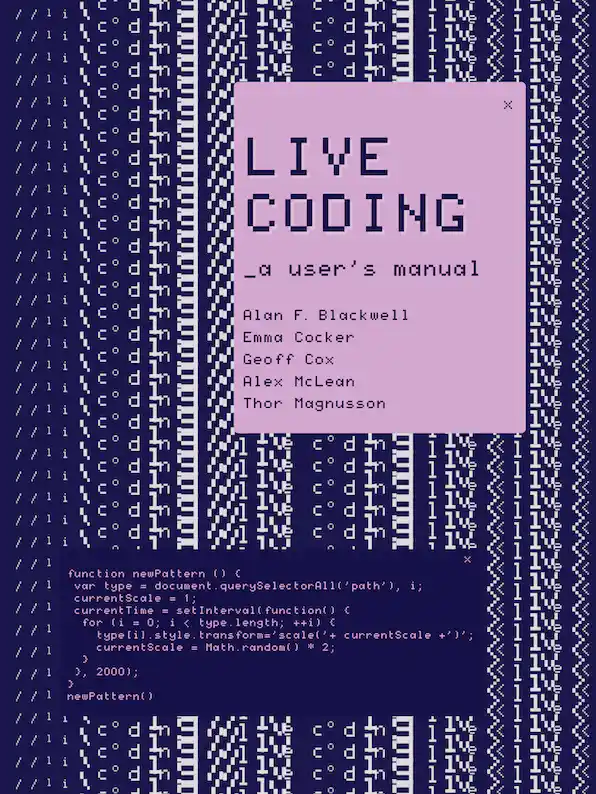 ×
LIVE
CODING
_a user's manual
Alan F. Blackwell
Emma Cocker
Geoff Cox
Alex McLean
Thor Magnusson
×
function newPattern () {
var type = document.querySelectorAll('path'), i;
currentScale = 1;
currentTime = setInterval(function() {
for (i = 0; i < type.length; ++i) {
type[i].style.transform='scale('+ currentScale +')';
currentScale = Math.random() * 2;
}
}, 2000);
}
newPattern()